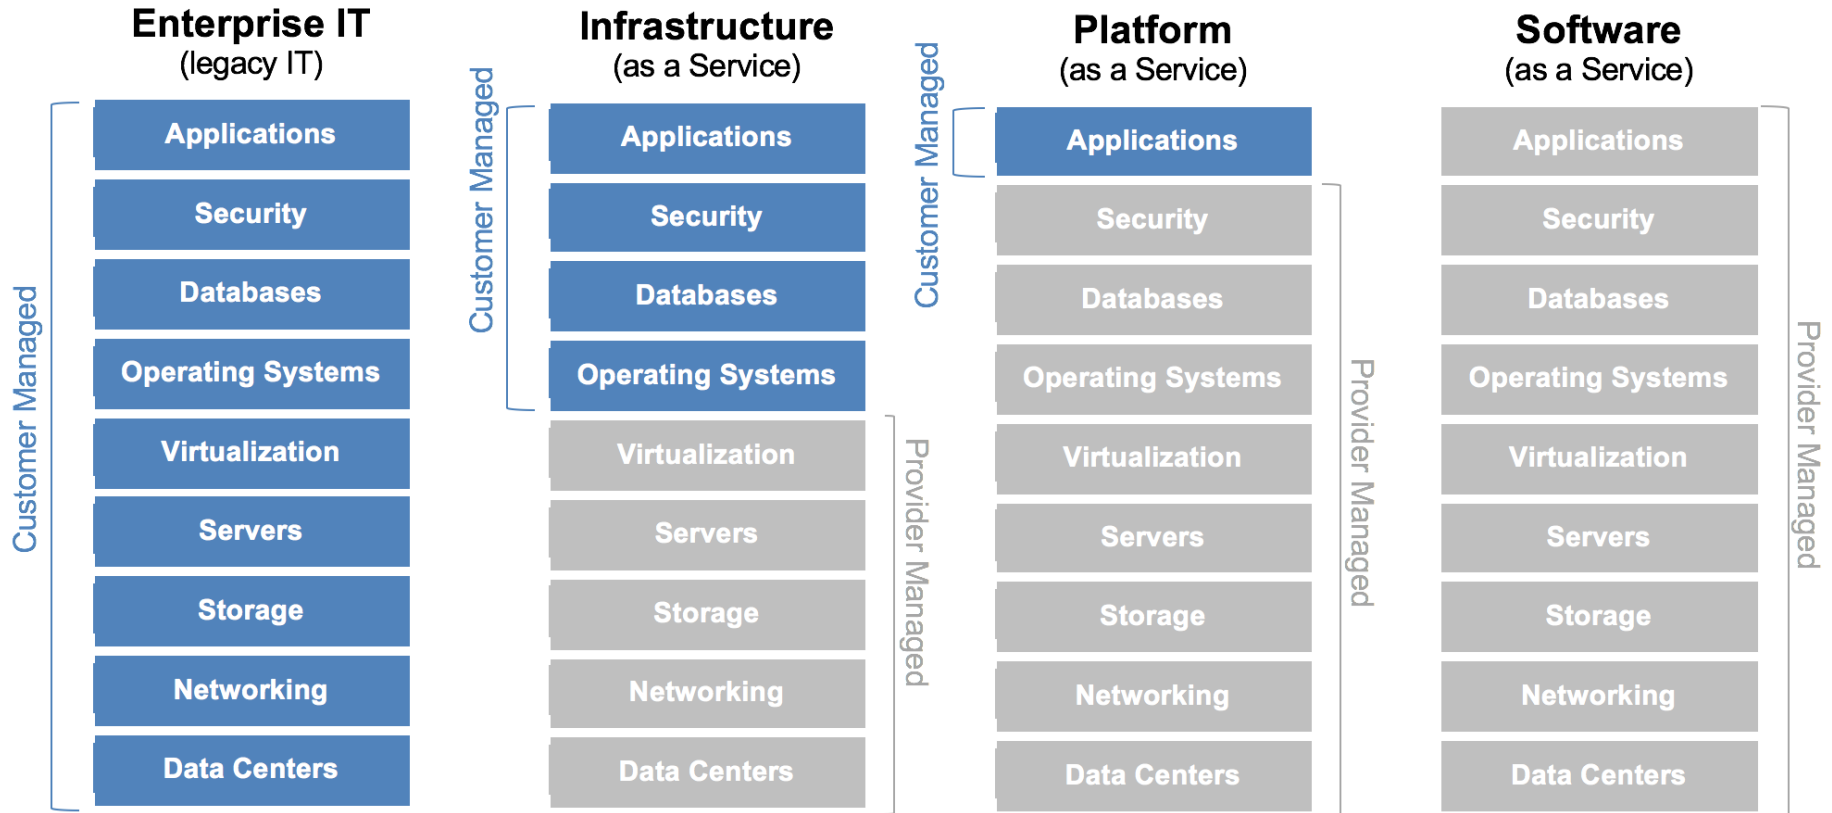 Enterprise IT
(legacy IT)
Customer Managed
Applications
Security
Databases
Operating Systems
Virtualization
Servers
Storage
Networking
Data Centers
Infrastructure
(as a Service)
Customer Managed
Applications
Security
Databases
Operating Systems
Virtualization
Servers
Storage
Networking
Data Centers
Provider Managed
Platform
(as a Service)
Customer Managed
Applications
Security
Databases
Operating Systems
Virtualization
Servers
Storage
Networking
Data Centers
Provider Managed
Software
(as a Service)
Applications
Security
Databases
Operating Systems
Virtualization
Servers
Storage
Networking
Data Centers
Provider Managed